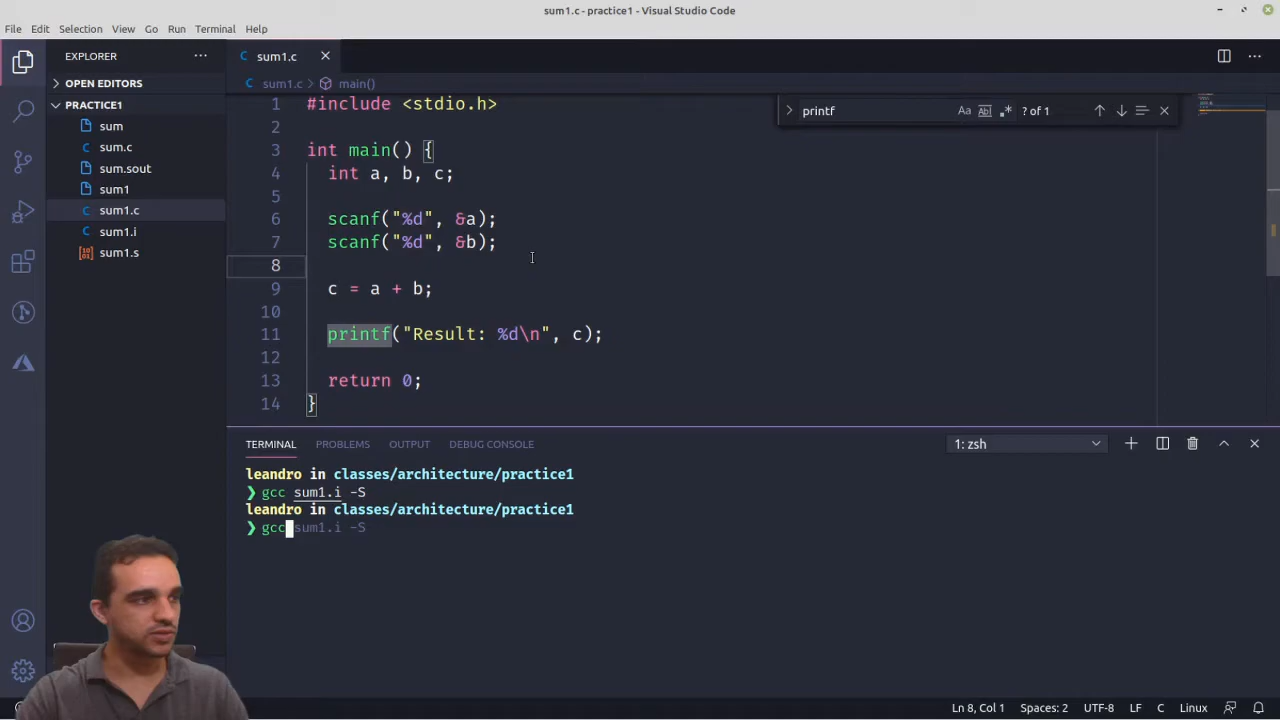 sum1.c - practice1 - Visual Studio Code
File Edit Selection View Go Run Terminal Help
EXPLORER
OPEN EDITORS
PRACTICE1
sum
sum.c
sum.sout
sum1
C sum1.c
C sum1.i
sum1.s
C sum1.c
C sum1.c > main()
printf Aa Abl .* ? of 1
1 #include <stdio.h>
2
3 int main() {
4 int a, b, c;
5
6 scanf("%d", &a);
7 scanf("%d", &b);
8
9 c = a + b;
10
11 printf("Result: %d\n", c);
12
13 return 0;
14 }
TERMINAL PROBLEMS OUTPUT DEBUG CONSOLE 1: zsh
leandro in classes/architecture/practice1
❯ gcc sum1.i -S
leandro in classes/architecture/practice1
❯ gcc sum1.i -S
Ln 8, Col 1 Spaces: 2 UTF-8 LF C Linux